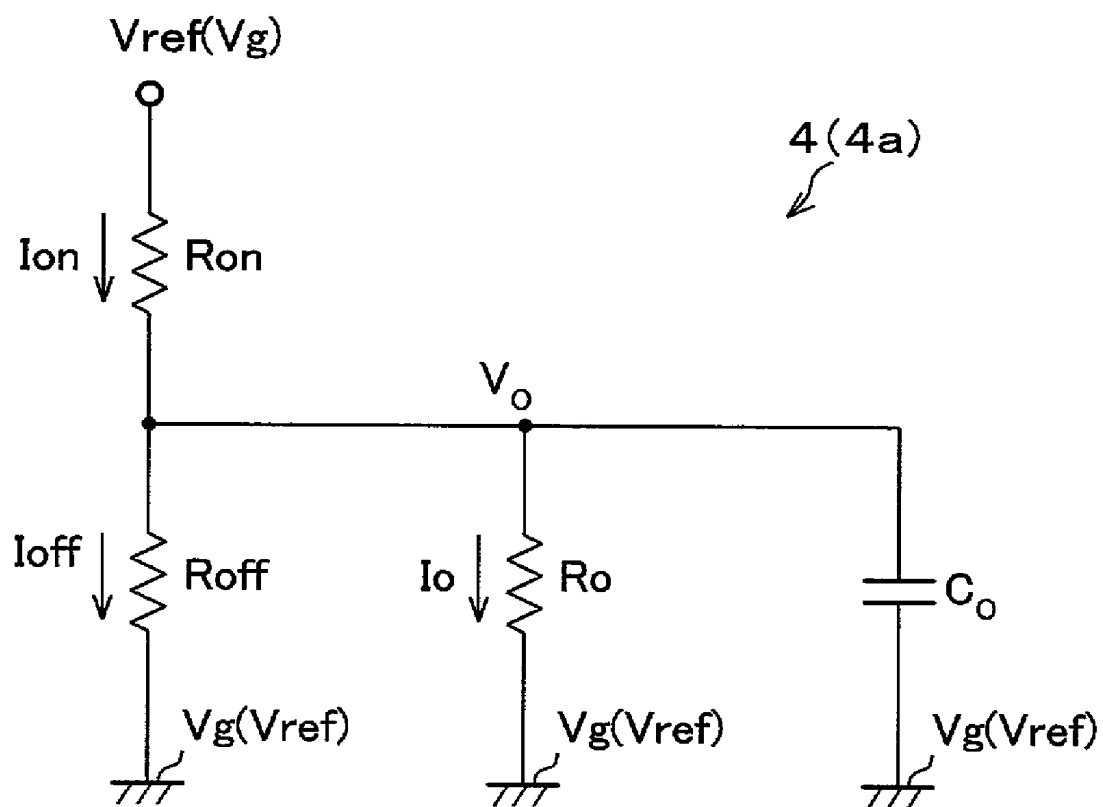 Vref(Vg)
4(4a)
Ion
Ron
Vo
Ioff
Roff
Io
Ro
Co
Vg(Vref)
Vg(Vref)
Vg(Vref)